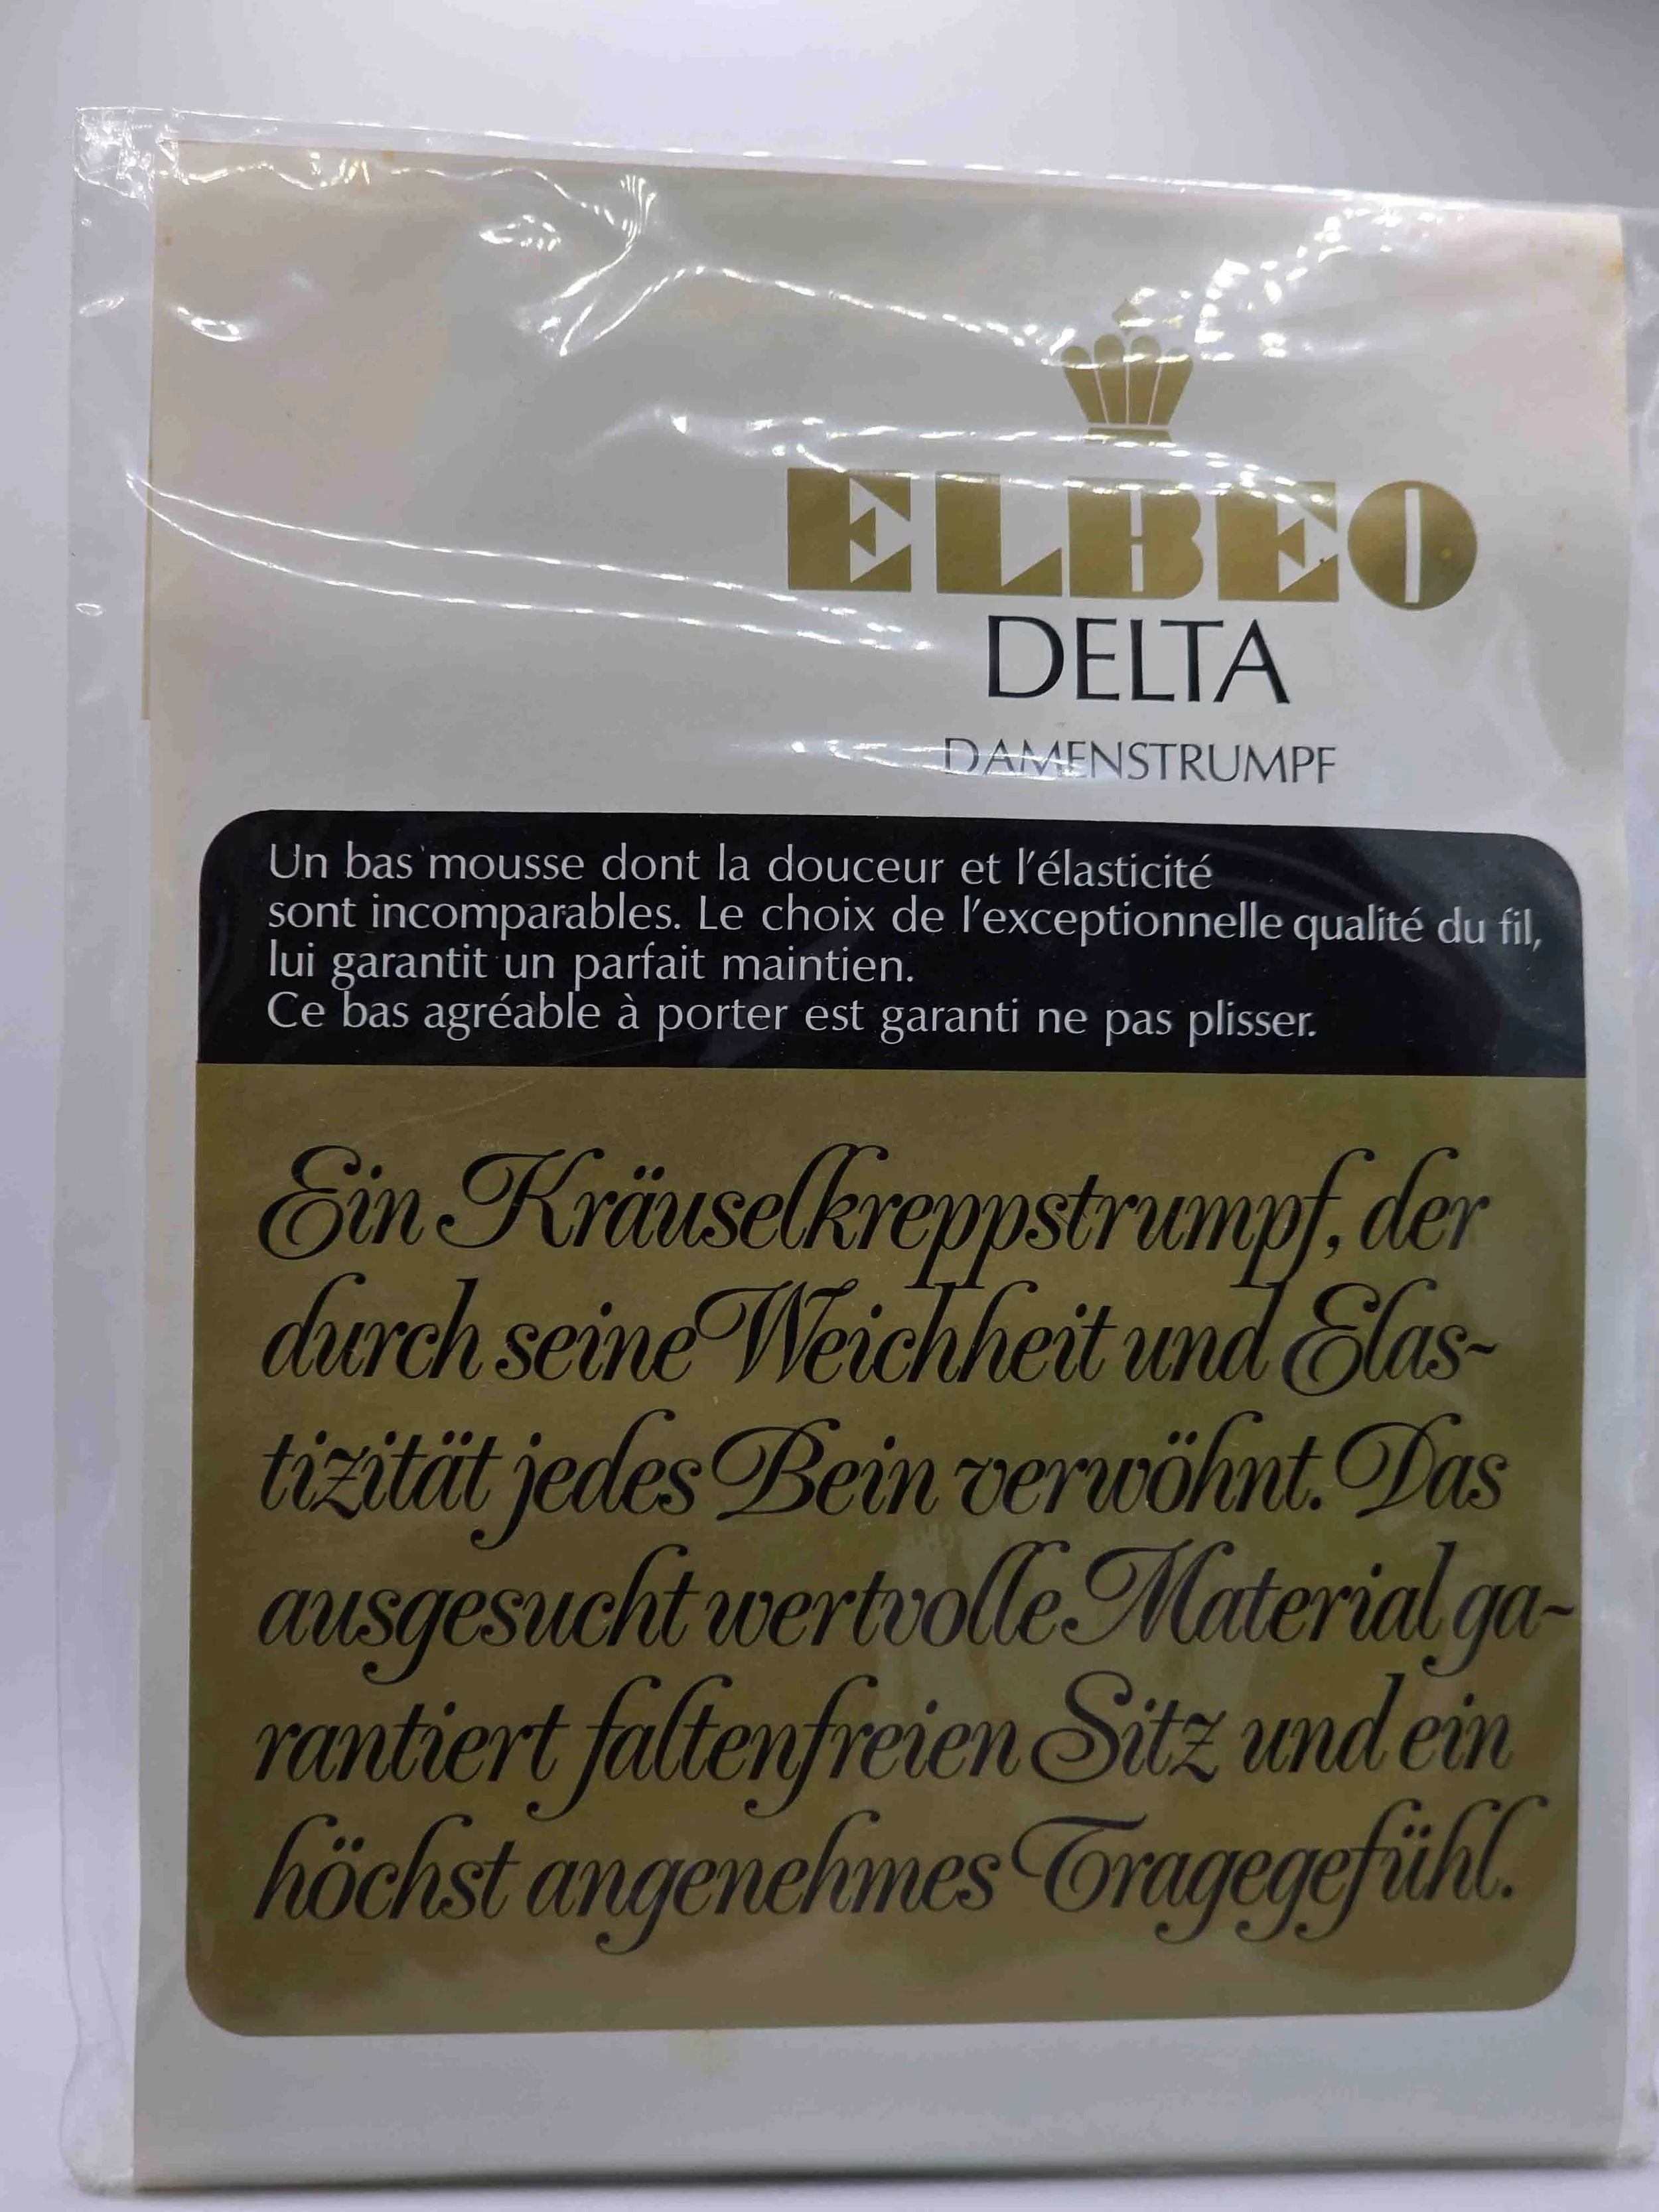 ELBEO
DELTA
DAMENSTRUMPF
Un bas mousse dont la douceur et l'élasticité
sont incomparables. Le choix de l'exceptionnelle qualité du fil,
lui garantit un parfait maintien.
Ce bas agréable à porter est garanti ne pas plisser.
Ein Kräuselkreppstrumpf, der
durch seine Weichheit und Elas-
tizität jedes Bein verwöhnt. Das
ausgesucht wertvolle Material ga-
rantiert faltenfreien Sitz und ein
höchst angenehmes Tragegefühl.